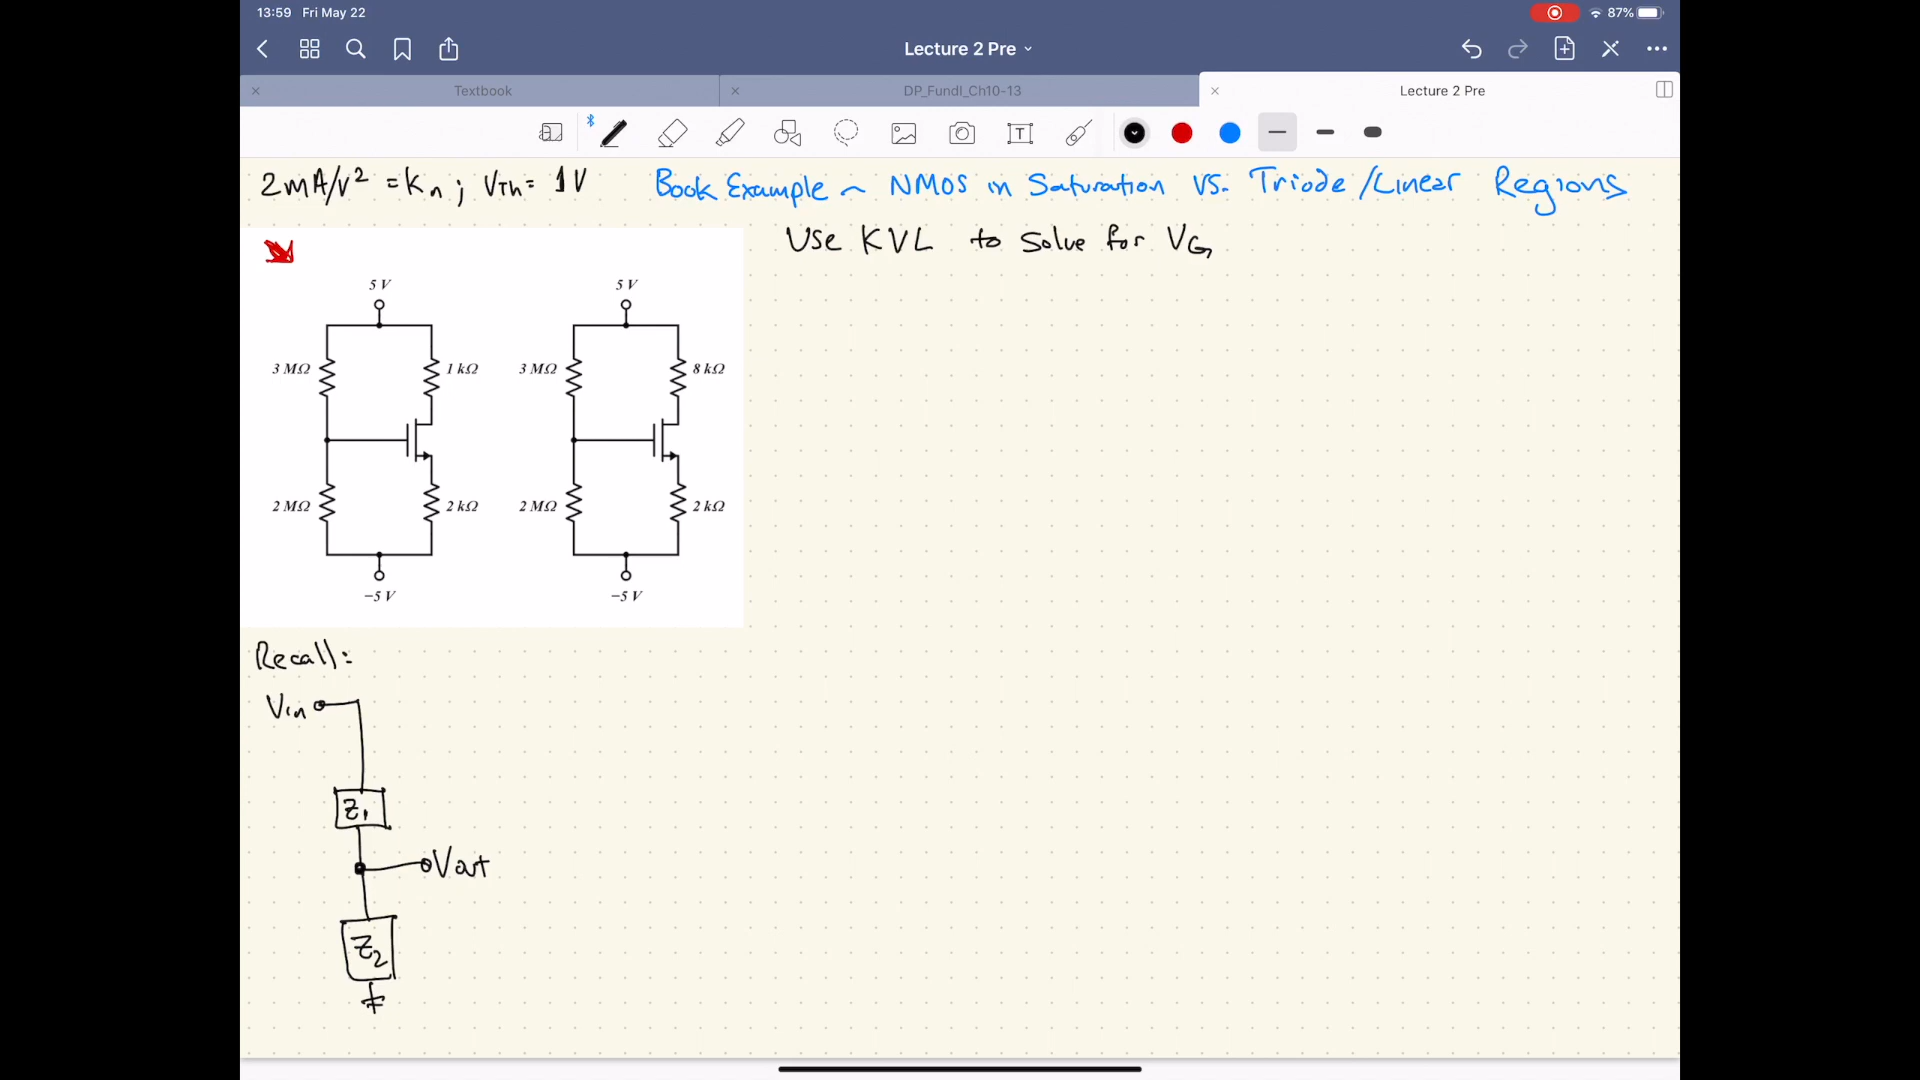 13:59 Fri May 22
87%
Lecture 2 Pre
Textbook
DP_FundI_Ch10-13
Lecture 2 Pre
T
2mA/V² = Kn ; VTh = 1V
Book Example ~ NMOS in Saturation vs. Triode/Linear Regions
Use KVL to solve for VG
5 V
5 V
3 MΩ
1 kΩ
3 MΩ
8 kΩ
2 MΩ
2 kΩ
2 MΩ
2 kΩ
−5 V
−5 V
Recall:
Vin
Z1
Vout
Z2